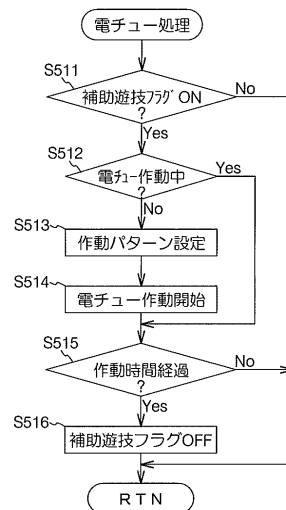 電チュー処理
S511
補助遊技フラグON
?
No
Yes
S512
電チュー作動中
?
Yes
No
S513
作動パターン設定
S514
電チュー作動開始
S515
作動時間経過
?
No
Yes
S516
補助遊技フラグOFF
RTN